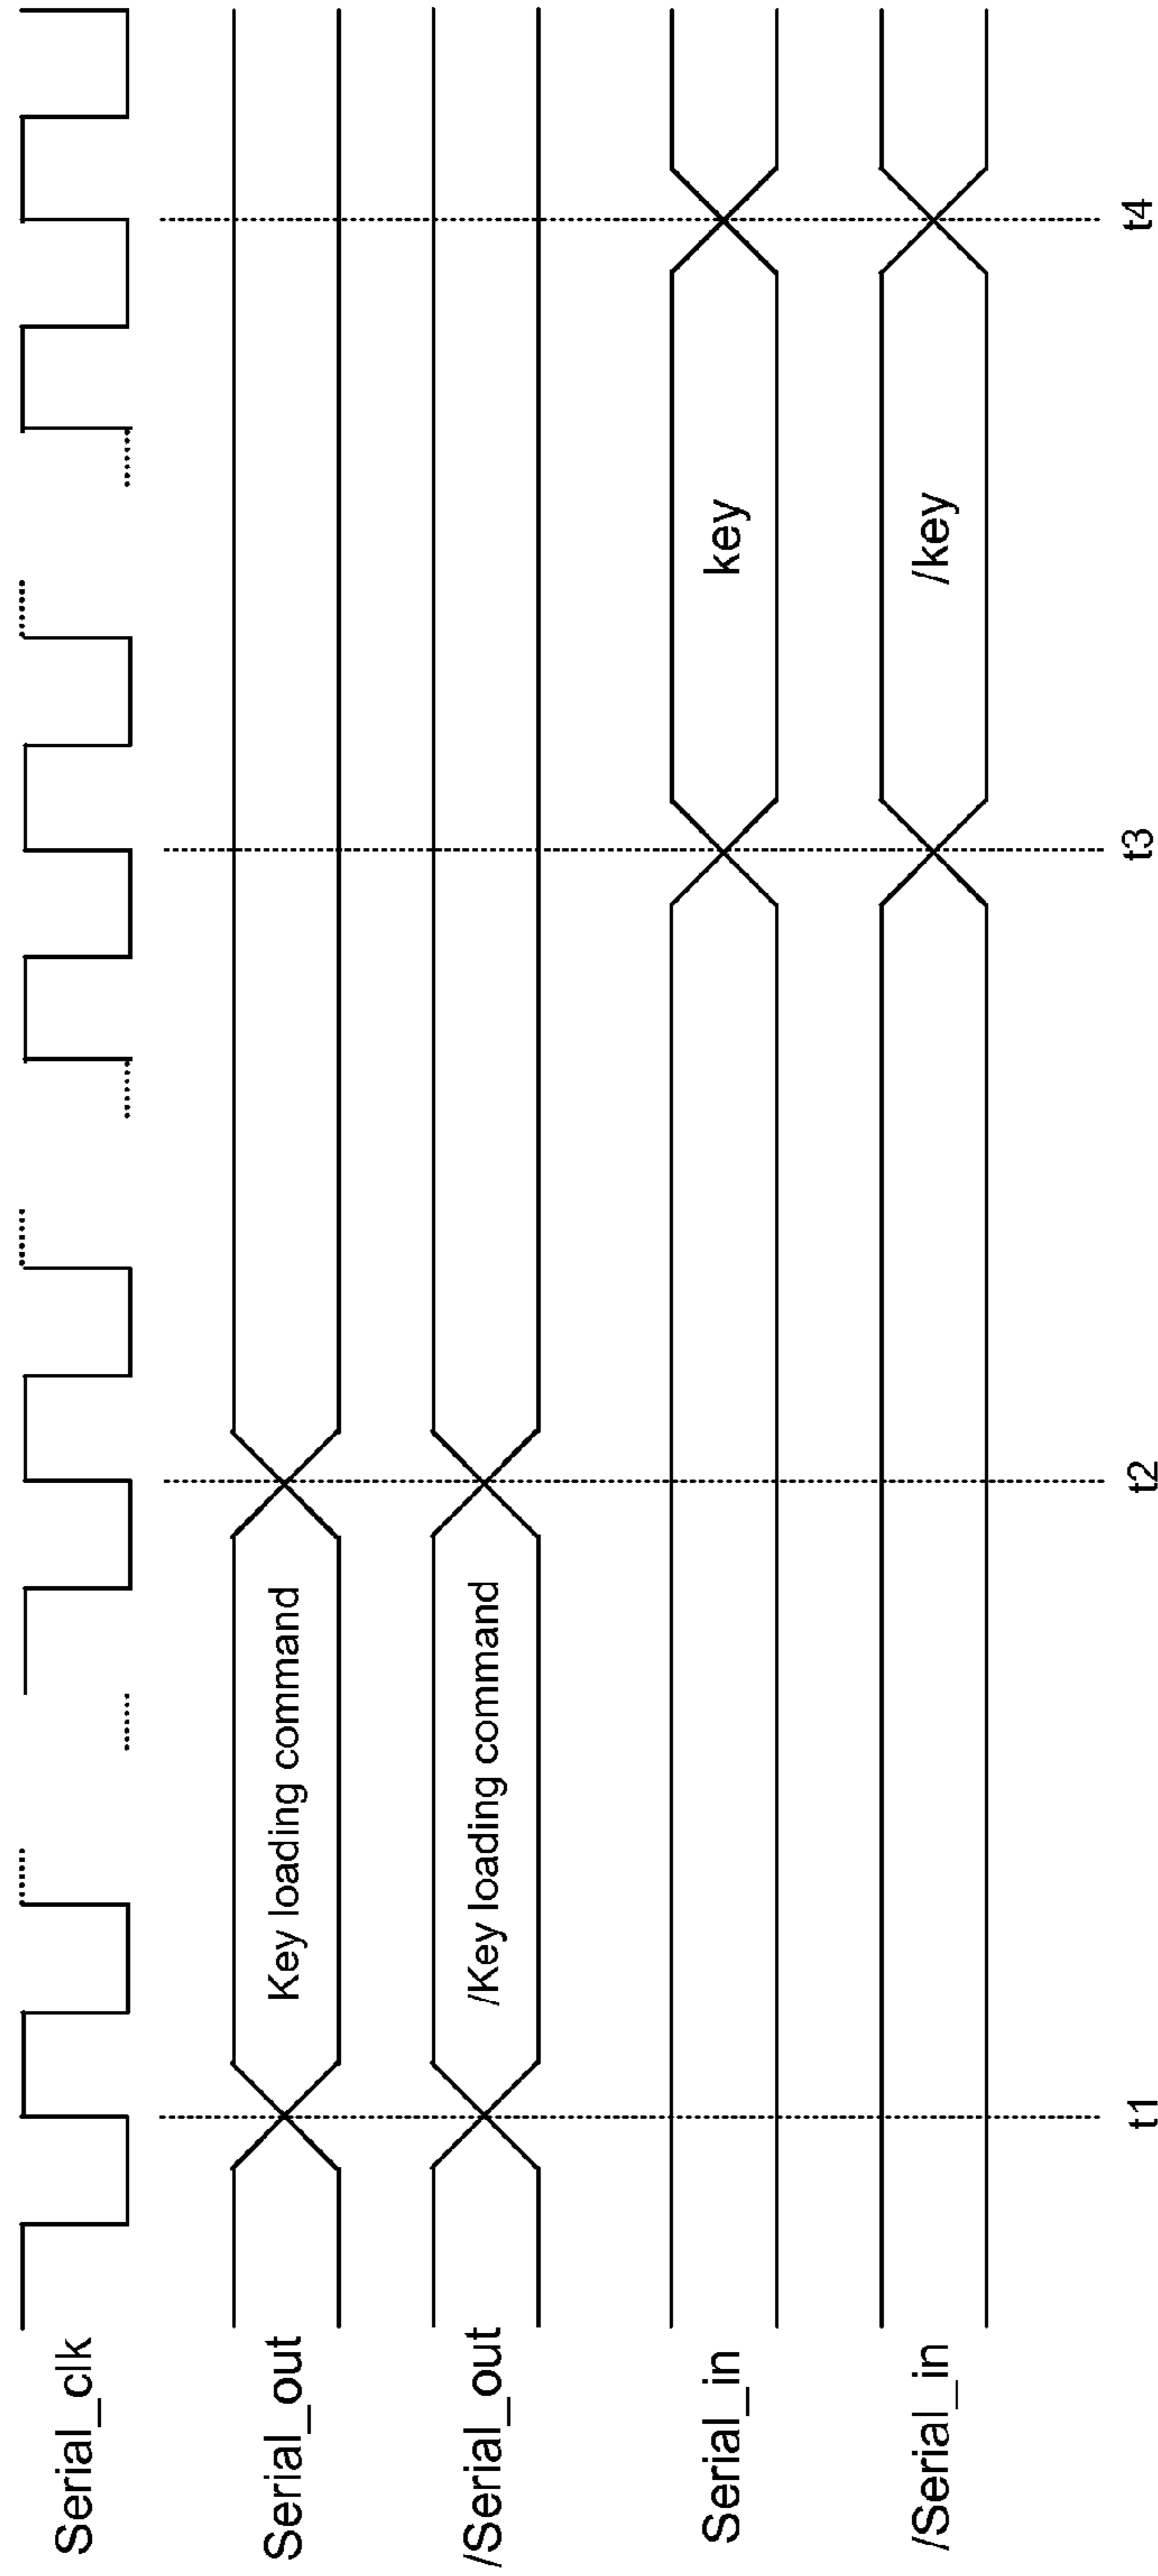 Serial_clk
Serial_out
Key loading command
/Serial_out
/Key loading command
Serial_in
key
/Serial_in
/key
t1
t2
t3
t4